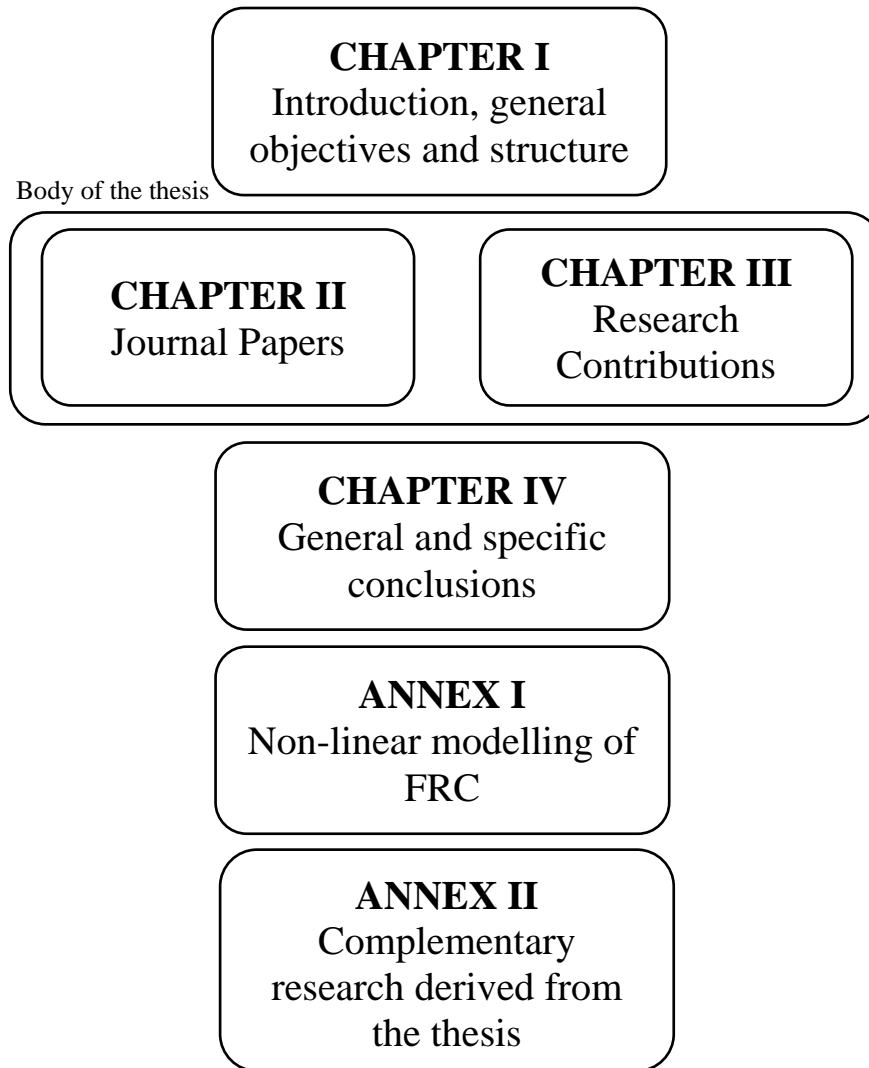 CHAPTER I
Introduction, general
objectives and structure
Body of the thesis
CHAPTER II
Journal Papers
CHAPTER III
Research
Contributions
CHAPTER IV
General and specific
conclusions
ANNEX I
Non-linear modelling of
FRC
ANNEX II
Complementary
research derived from
the thesis